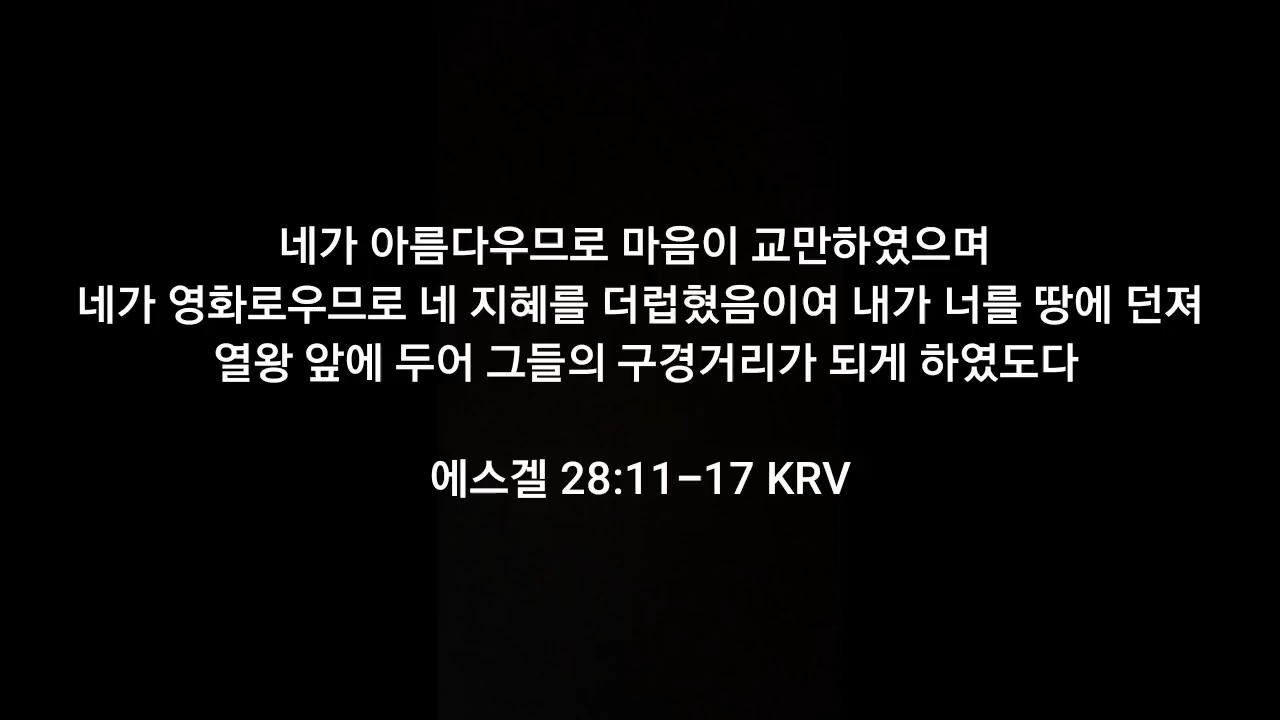 네가 아름다우므로 마음이 교만하였으며
네가 영화로우므로 네 지혜를 더럽혔음이여 내가 너를 땅에 던져
열왕 앞에 두어 그들의 구경거리가 되게 하였도다
에스겔 28:11–17 KRV